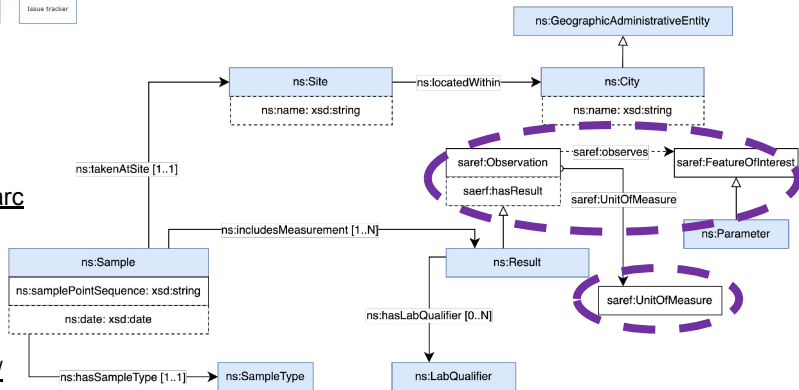 Issue tracker
ns:GeographicAdministrativeEntity
ns:Site
ns:name: xsd:string
ns:locatedWithin
ns:City
ns:name: xsd:string
saref:Observation
saerf:hasResult
saref:observes
saref:FeatureOfInterest
ns:takenAtSite [1..1]
saref:UnitOfMeasure
arc
ns:includesMeasurement [1..N]
ns:Parameter
ns:Sample
ns:samplePointSequence: xsd:string
ns:date: xsd:date
ns:Result
saref:UnitOfMeasure
ns:hasLabQualifier [0..N]
ns:hasSampleType [1..1]
ns:SampleType
ns:LabQualifier